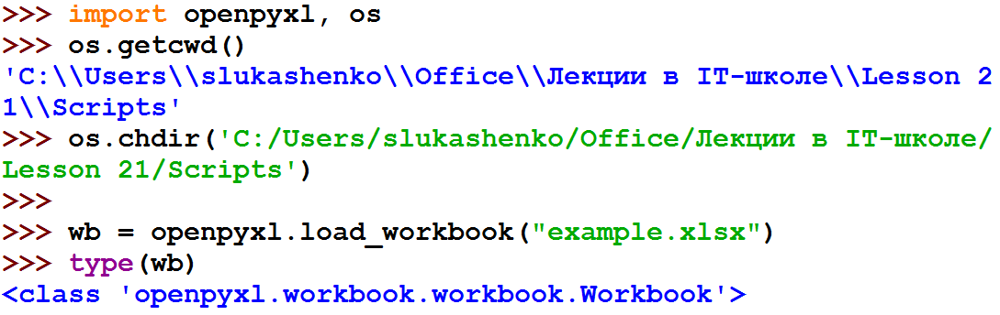 >>> import openpyxl, os
>>> os.getcwd()
'C:\\Users\\slukashenko\\Office\\Лекции в IT-школе\\Lesson 2
1\\Scripts'
>>> os.chdir('C:/Users/slukashenko/Office/Лекции в IT-школе/
Lesson 21/Scripts')
>>>
>>> wb = openpyxl.load_workbook("example.xlsx")
>>> type(wb)
<class 'openpyxl.workbook.workbook.Workbook'>